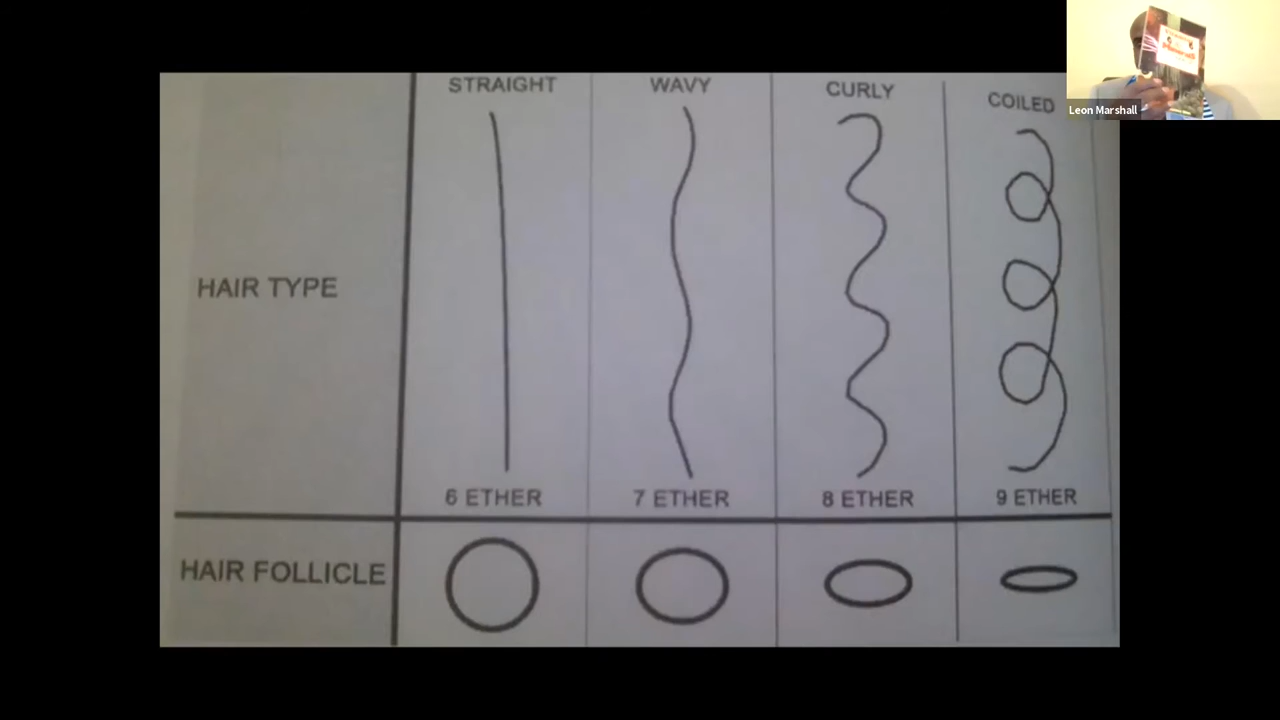 STRAIGHT WAVY CURLY COILED
HAIR TYPE
6 ETHER 7 ETHER 8 ETHER 9 ETHER
HAIR FOLLICLE
Leon Marshall